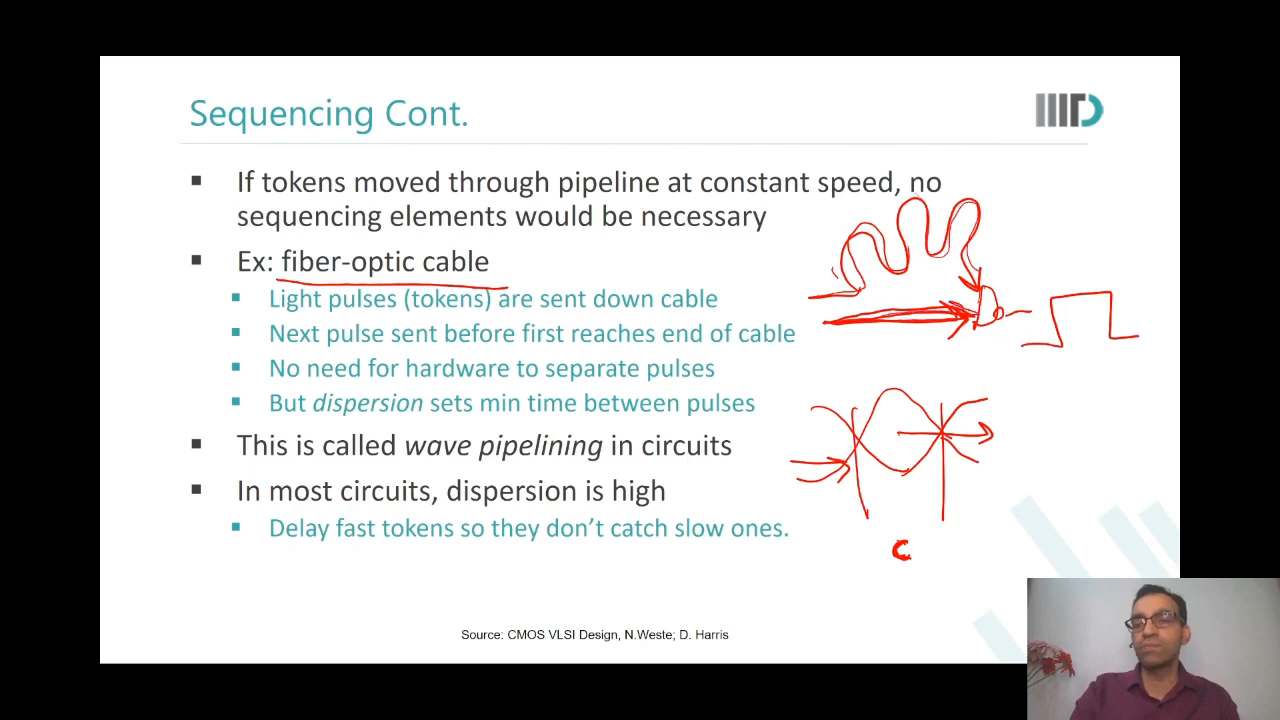 Sequencing Cont.
IIITD
▪ If tokens moved through pipeline at constant speed, no
sequencing elements would be necessary
▪ Ex: fiber-optic cable
▪ Light pulses (tokens) are sent down cable
▪ Next pulse sent before first reaches end of cable
▪ No need for hardware to separate pulses
▪ But dispersion sets min time between pulses
▪ This is called wave pipelining in circuits
▪ In most circuits, dispersion is high
▪ Delay fast tokens so they don’t catch slow ones.
c
Source: CMOS VLSI Design, N.Weste; D. Harris